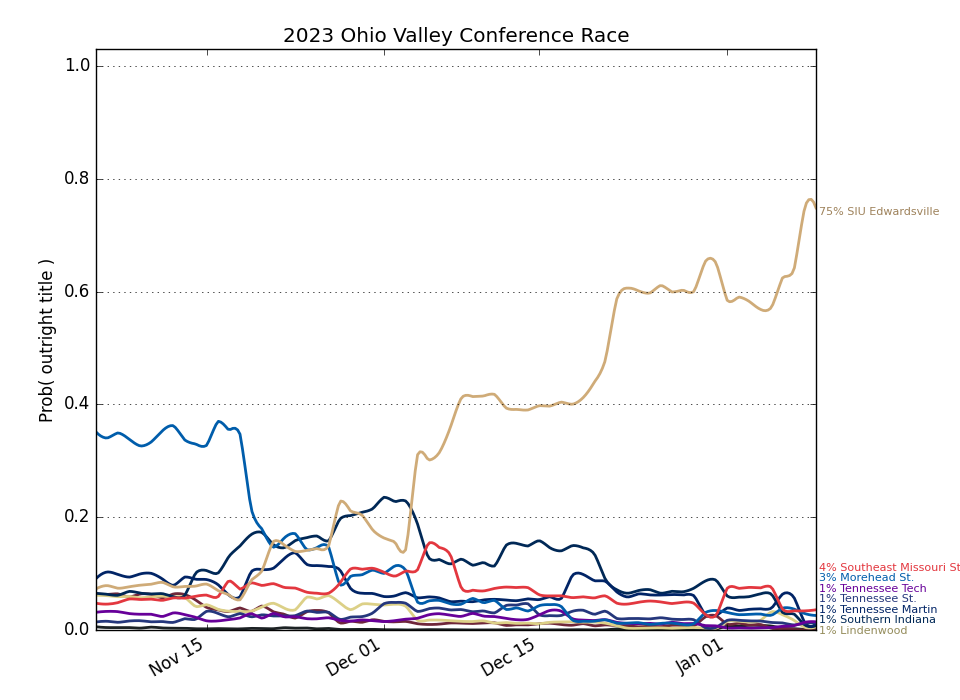 2023 Ohio Valley Conference Race
1.0
0.8
0.6
0.4
0.2
0.0
Prob( outright title )
Nov 15
Dec 01
Dec 15
Jan 01
75% SIU Edwardsville
4% Southeast Missouri St
3% Morehead St.
1% Tennessee Tech
1% Tennessee St.
1% Tennessee Martin
1% Southern Indiana
1% Lindenwood